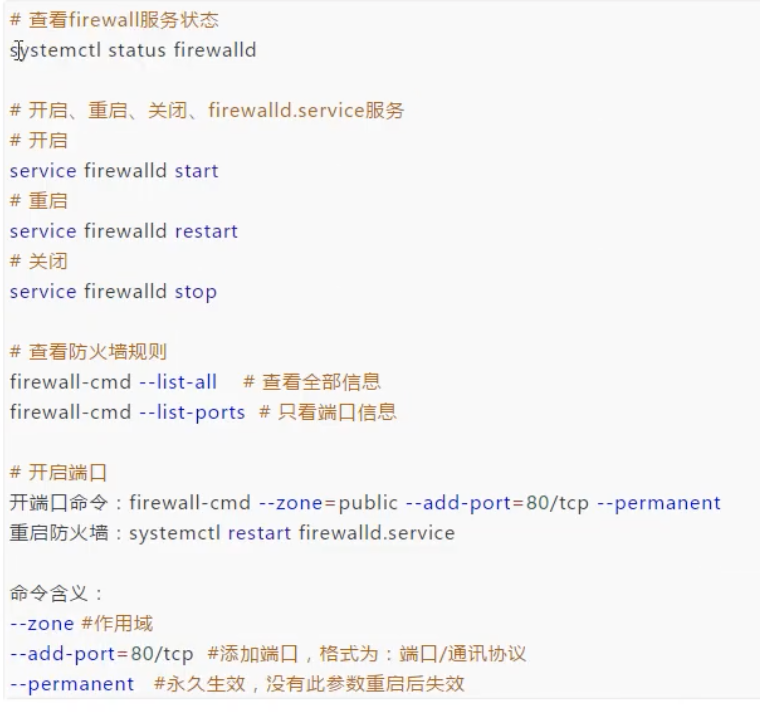 # 查看firewall服务状态
systemctl status firewalld
# 开启、重启、关闭、firewalld.service服务
# 开启
service firewalld start
# 重启
service firewalld restart
# 关闭
service firewalld stop
# 查看防火墙规则
firewall-cmd --list-all    # 查看全部信息
firewall-cmd --list-ports  # 只看端口信息
# 开启端口
开端口命令：firewall-cmd --zone=public --add-port=80/tcp --permanent
重启防火墙：systemctl restart firewalld.service
命令含义：
--zone #作用域
--add-port=80/tcp  #添加端口，格式为：端口/通讯协议
--permanent   #永久生效，没有此参数重启后失效